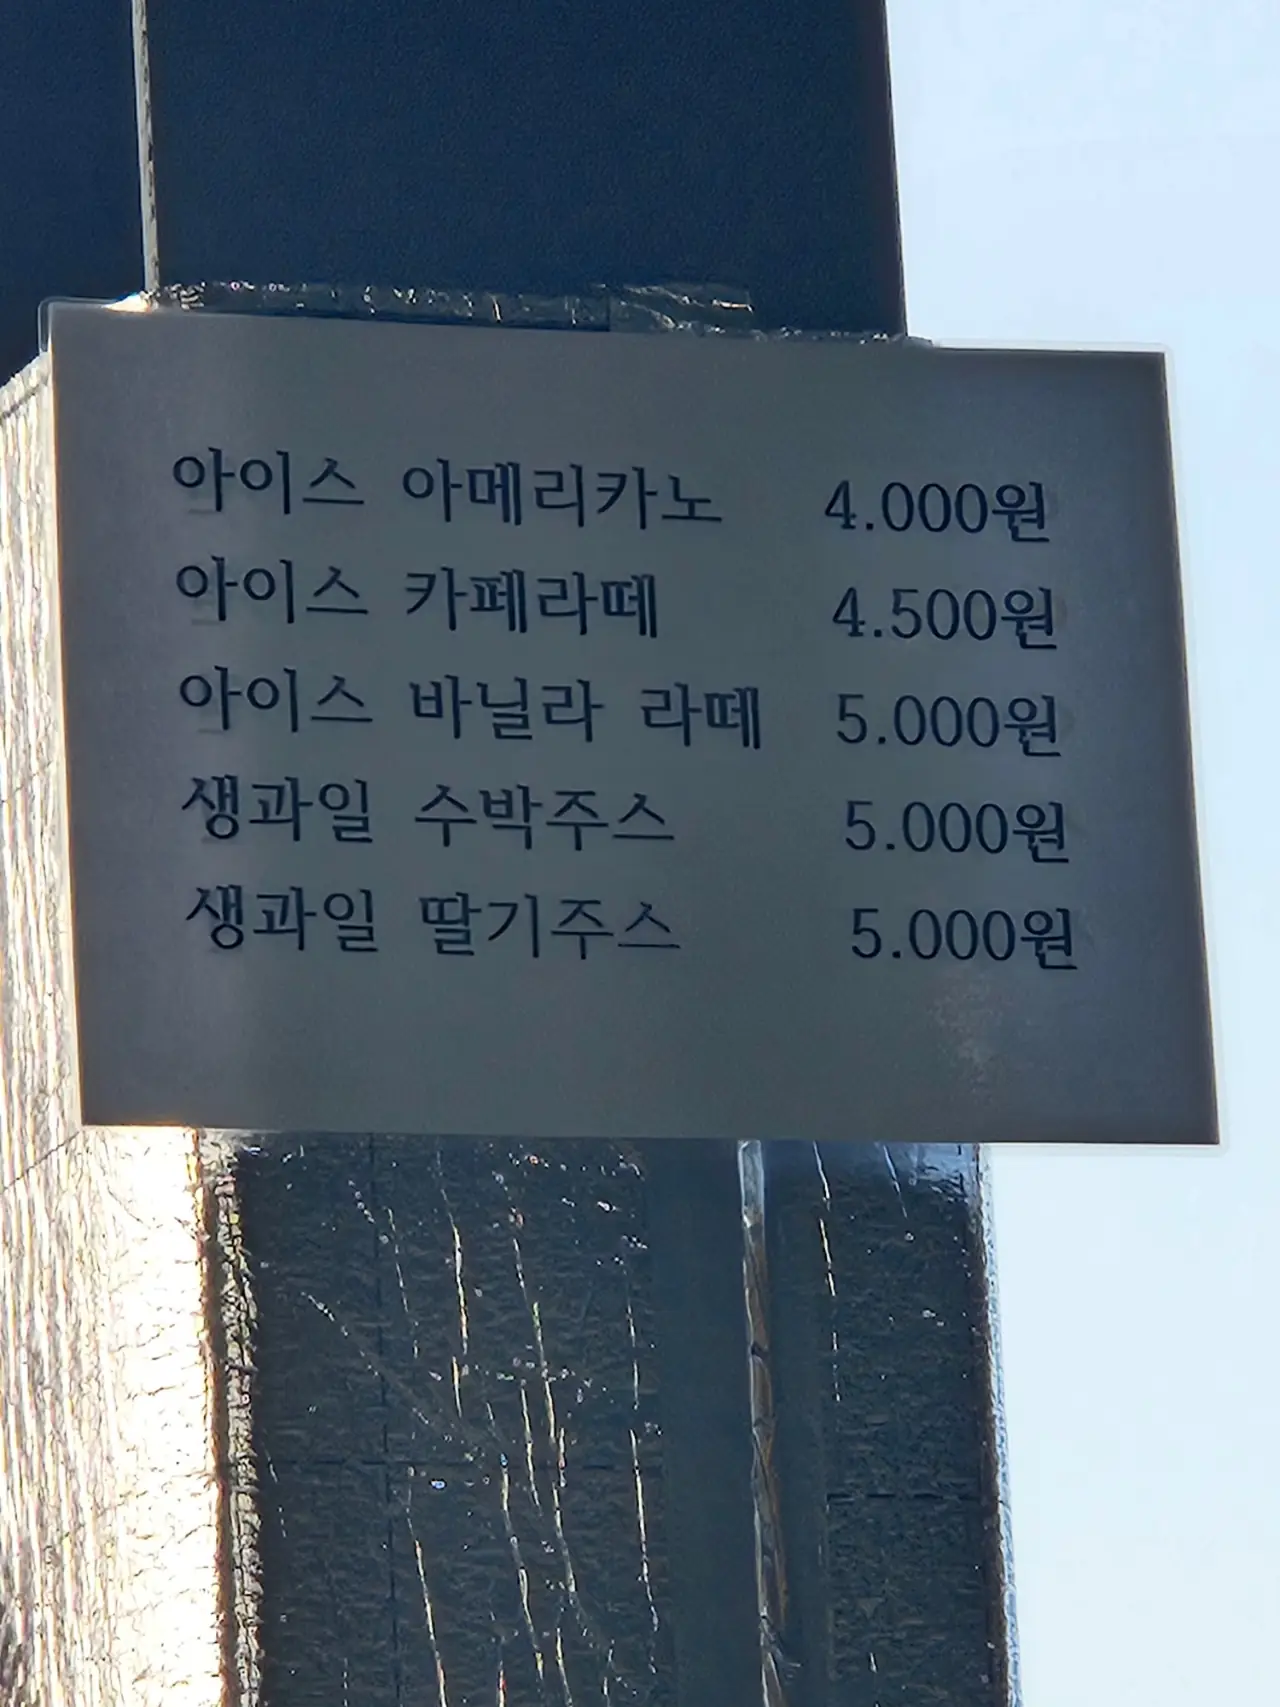 아이스 아메리카노 4.000원
아이스 카페라떼 4.500원
아이스 바닐라 라떼 5.000원
생과일 수박주스 5.000원
생과일 딸기주스 5.000원